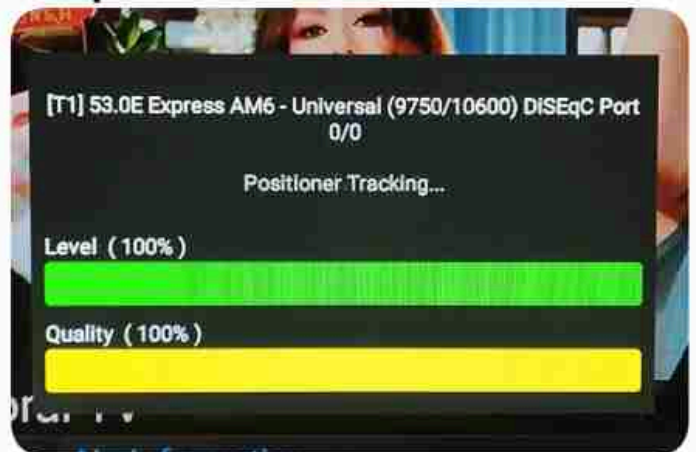 [T1] 53.0E Express AM6 - Universal (9750/10600) DiSEqC Port
0/0
Positioner Tracking...
Level (100%)
Quality (100%)